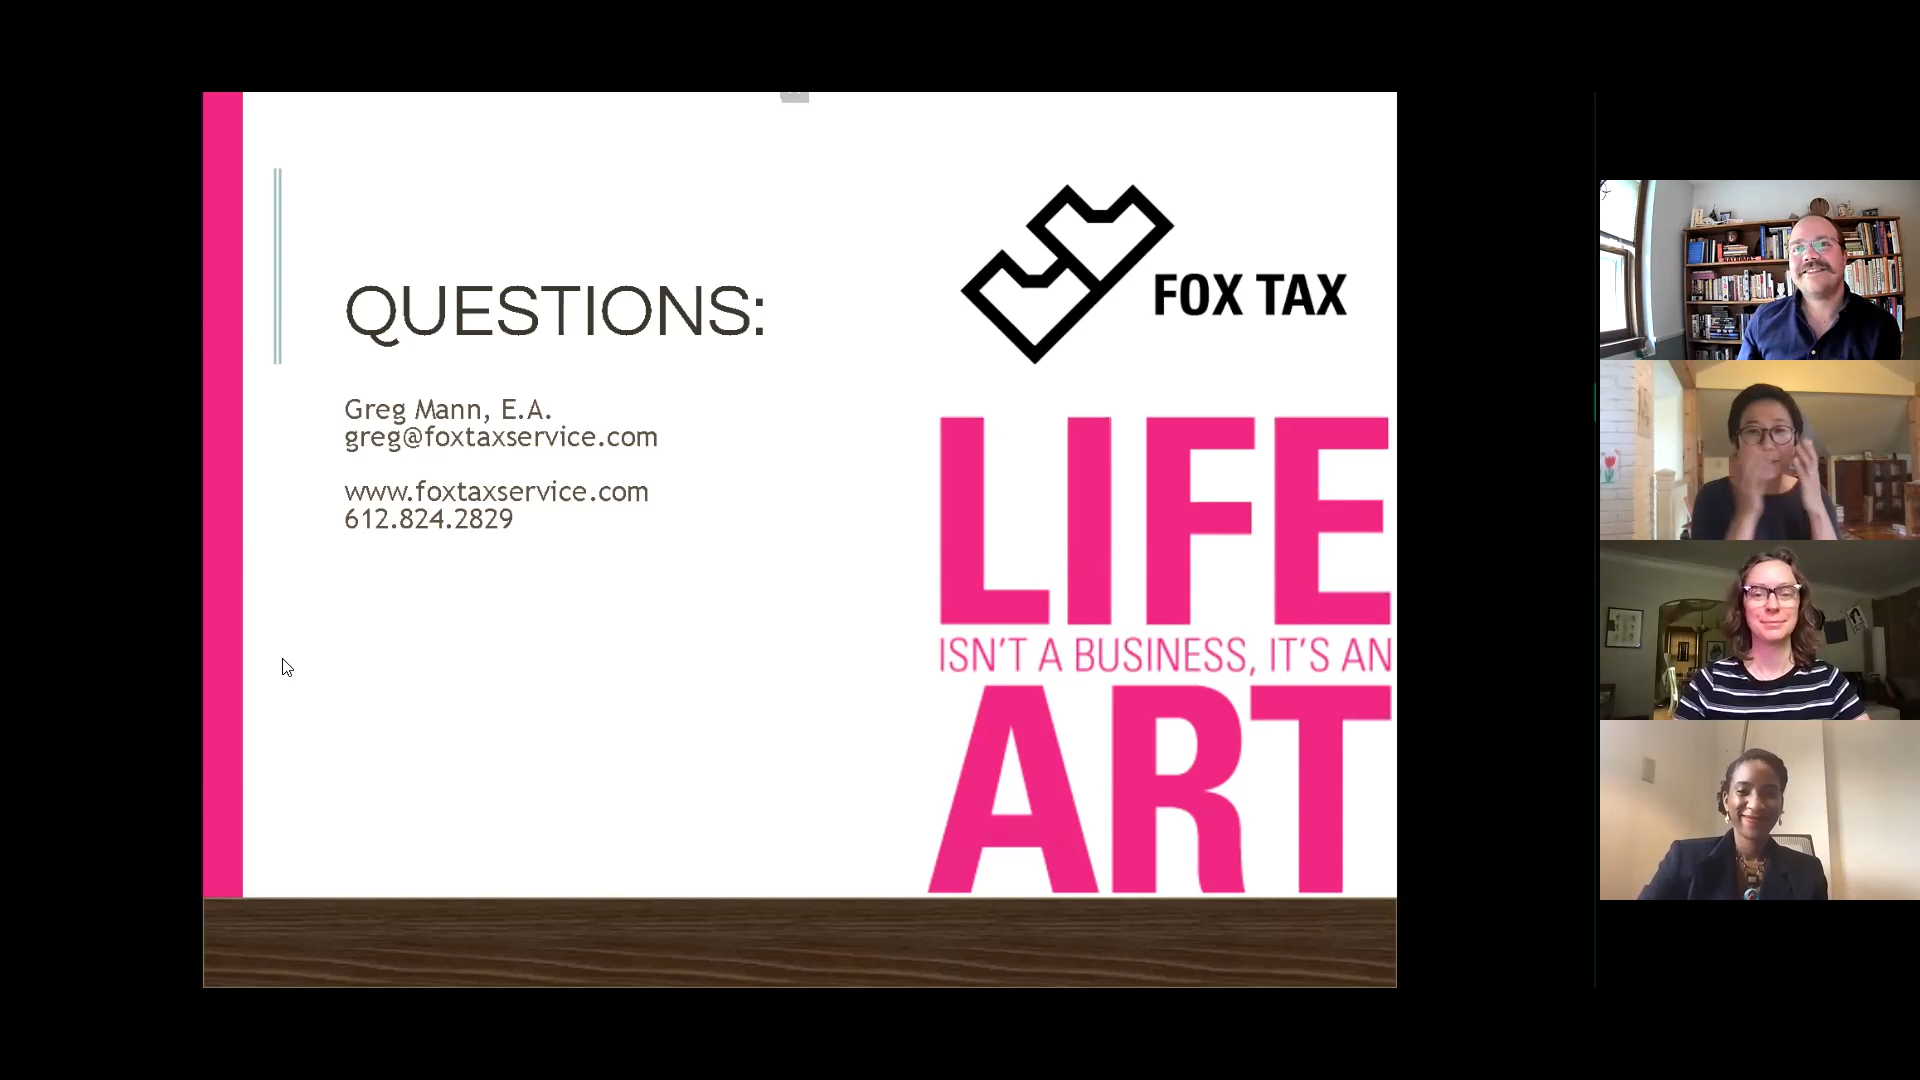 QUESTIONS:
Greg Mann, E.A.
greg@foxtaxservice.com
www.foxtaxservice.com
612.824.2829
FOX TAX
LIFE
ISN'T A BUSINESS, IT'S AN
ART